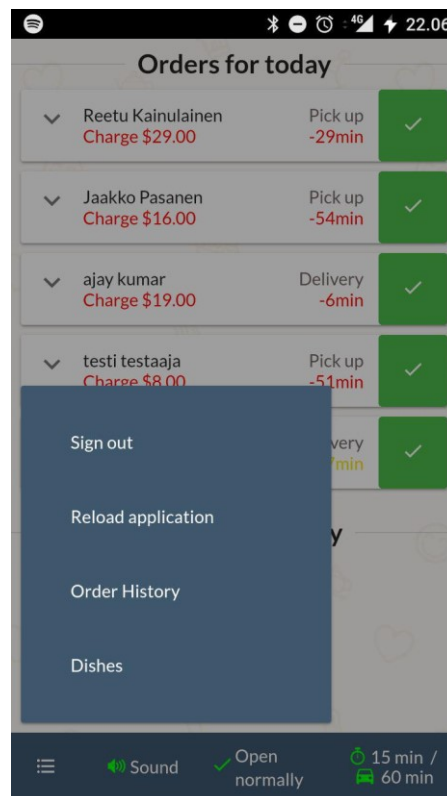 4G 22.06
Orders for today
Reetu Kainulainen Pick up
Charge $29.00 -29min
Jaakko Pasanen Pick up
Charge $16.00 -54min
ajay kumar Delivery
Charge $19.00 -6min
testi testaaja Pick up
Charge $8.00 -51min
very
min
y
Sign out
Reload application
Order History
Dishes
Sound
Open
normally
15 min /
60 min